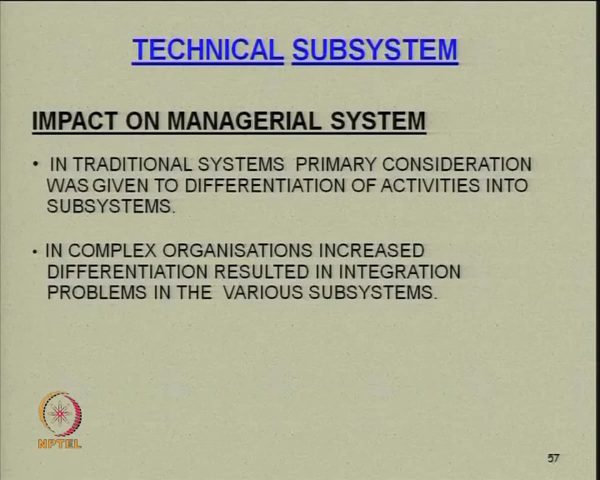 TECHNICAL SUBSYSTEM
IMPACT ON MANAGERIAL SYSTEM
• IN TRADITIONAL SYSTEMS PRIMARY CONSIDERATION
WAS GIVEN TO DIFFERENTIATION OF ACTIVITIES INTO
SUBSYSTEMS.
• IN COMPLEX ORGANISATIONS INCREASED
DIFFERENTIATION RESULTED IN INTEGRATION
PROBLEMS IN THE VARIOUS SUBSYSTEMS.
NPTEL
57